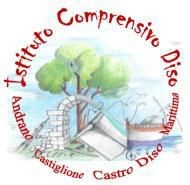 Istituto Comprensivo Diso
Andrano Castiglione Castro Diso Marittima